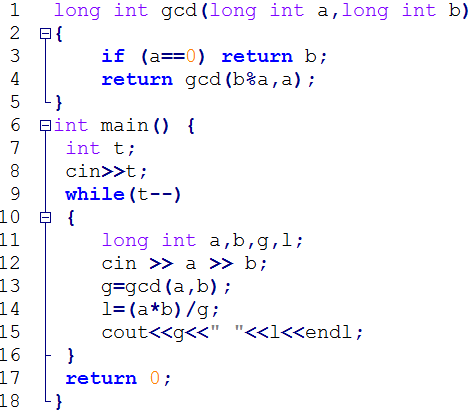 1 long int gcd(long int a,long int b)
2 {
3 if (a==0) return b;
4 return gcd(b%a,a);
5 }
6 int main() {
7 int t;
8 cin>>t;
9 while(t--)
10 {
11 long int a,b,g,l;
12 cin >> a >> b;
13 g=gcd(a,b);
14 l=(a*b)/g;
15 cout<<g<<" "<<l<<endl;
16 }
17 return 0;
18 }